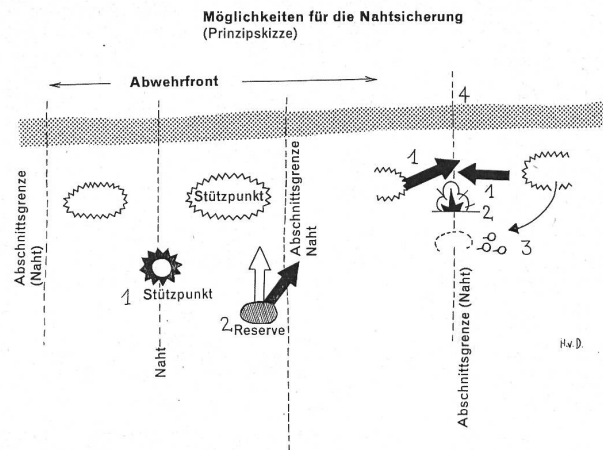 Möglichkeiten für die Nahtsicherung
(Prinzipskizze)
Abwehrfront
4
1
1
2
3
Stützpunkt
Abschnittsgrenze
(Naht)
Abschnittsgrenze
Naht
1 Stützpunkt
2 Reserve
Naht
Abschnittsgrenze (Naht)
H.v.D.